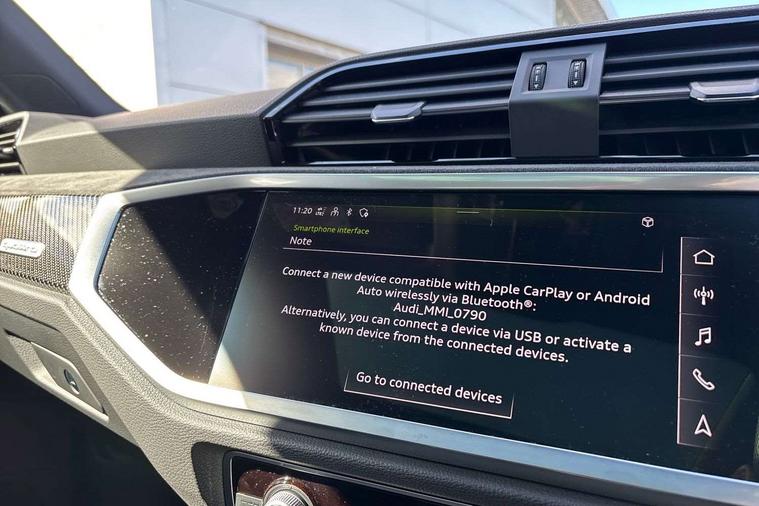 11:20
Smartphone interface
Note
Connect a new device compatible with Apple CarPlay or Android
Auto wirelessly via Bluetooth®:
Audi_MMI_0790
Alternatively, you can connect a device via USB or activate a
known device from the connected devices.
Go to connected devices